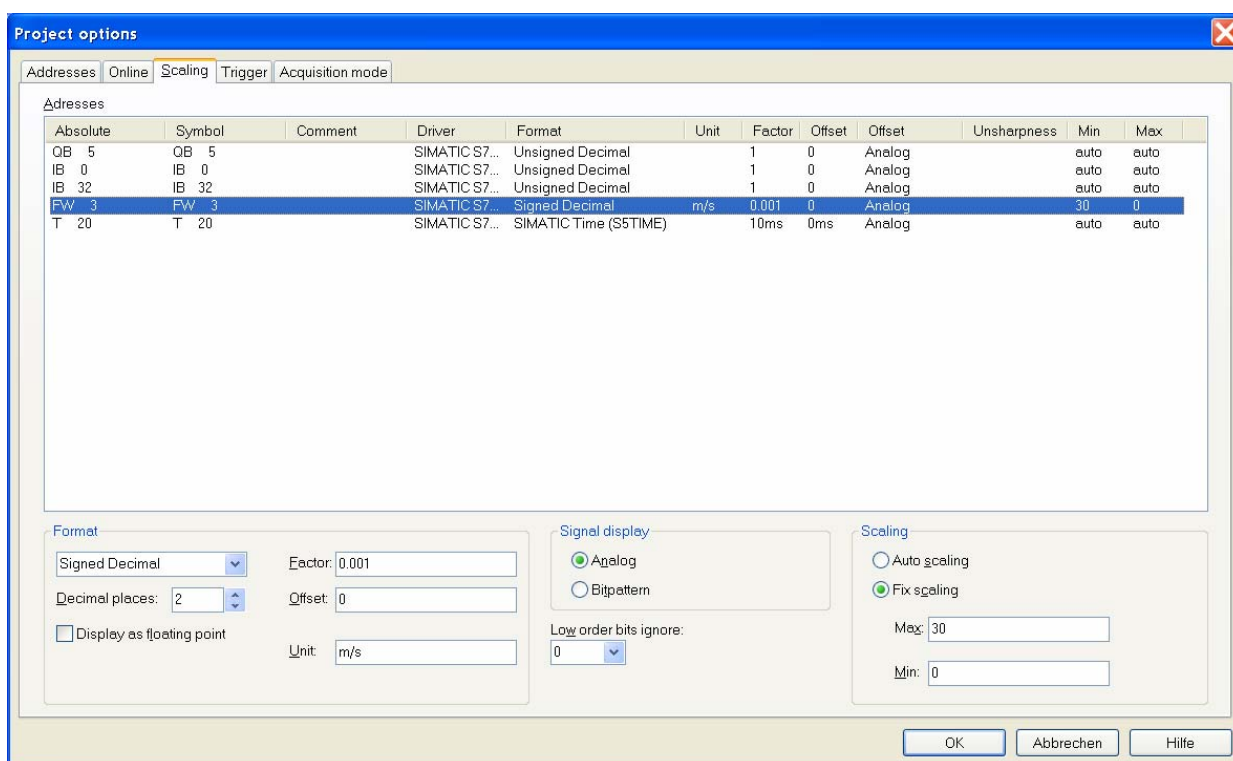 Project options
Addresses Online Scaling Trigger Acquisition mode
Adresses
Absolute Symbol Comment Driver Format Unit Factor Offset Offset Unsharpness Min Max
QB 5 QB 5 SIMATIC S7... Unsigned Decimal 1 0 Analog auto auto
IB 0 IB 0 SIMATIC S7... Unsigned Decimal 1 0 Analog auto auto
IB 32 IB 32 SIMATIC S7... Unsigned Decimal 1 0 Analog auto auto
FW 3 FW 3 SIMATIC S7... Signed Decimal m/s 0.001 0 Analog 30 0
T 20 T 20 SIMATIC S7... SIMATIC Time (S5TIME) 10ms 0ms Analog auto auto
Format
Signed Decimal Factor: 0.001
Decimal places: 2 Offset: 0
Display as floating point
Unit: m/s
Signal display
Analog
Bitpattern
Low order bits ignore:
0
Scaling
Auto scaling
Fix scaling
Max: 30
Min: 0
OK Abbrechen Hilfe